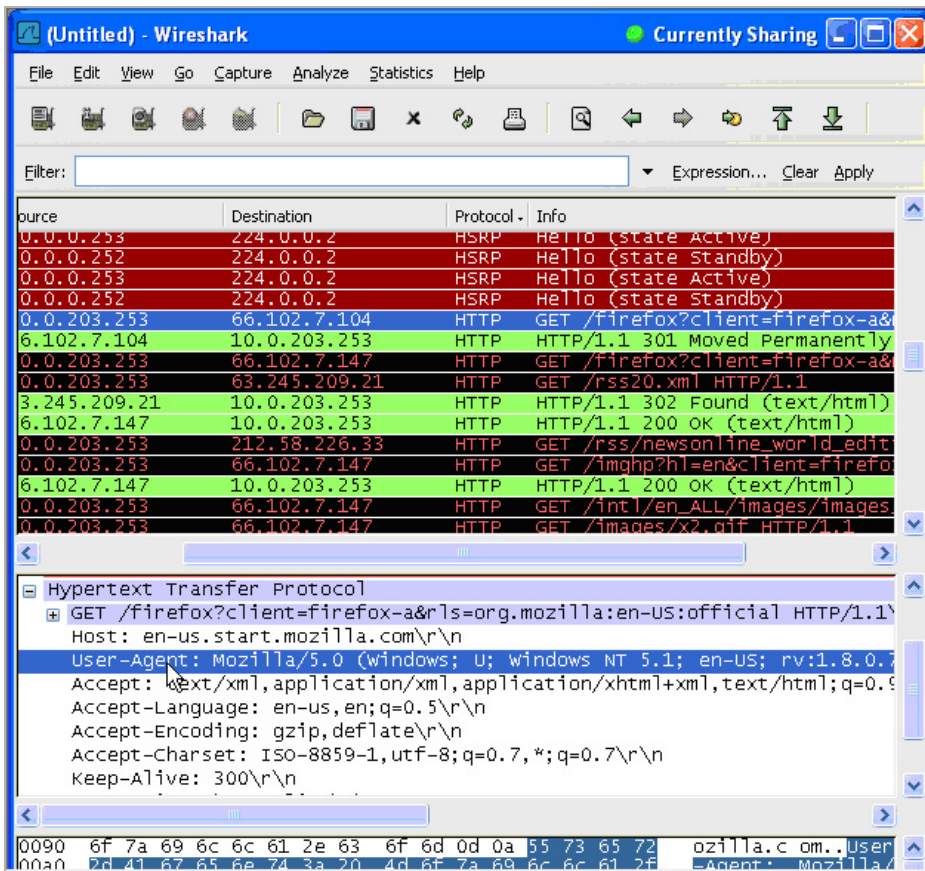 (Untitled) - Wireshark Currently Sharing
File Edit View Go Capture Analyze Statistics Help
Filter: Expression... Clear Apply
ource Destination Protocol Info
0.0.0.253 224.0.0.2 HSRP Hello (state Active)
0.0.0.252 224.0.0.2 HSRP Hello (state Standby)
0.0.0.253 224.0.0.2 HSRP Hello (state Active)
0.0.0.252 224.0.0.2 HSRP Hello (state Standby)
0.0.203.253 66.102.7.104 HTTP GET /firefox?client=firefox-a&
6.102.7.104 10.0.203.253 HTTP HTTP/1.1 301 Moved Permanently
0.0.203.253 66.102.7.147 HTTP GET /firefox?client=firefox-a&
0.0.203.253 63.245.209.21 HTTP GET /rss20.xml HTTP/1.1
3.245.209.21 10.0.203.253 HTTP HTTP/1.1 302 Found (text/html)
6.102.7.147 10.0.203.253 HTTP HTTP/1.1 200 OK (text/html)
0.0.203.253 212.58.226.33 HTTP GET /rss/newsonline_world_edit
0.0.203.253 66.102.7.147 HTTP GET /imghp?hl=en&client=firefo
6.102.7.147 10.0.203.253 HTTP HTTP/1.1 200 OK (text/html)
0.0.203.253 66.102.7.147 HTTP GET /intl/en_ALL/images/images_
0.0.203.253 66.102.7.147 HTTP GET /images/x2.gif HTTP/1.1
Hypertext Transfer Protocol
GET /firefox?client=firefox-a&rls=org.mozilla:en-US:official HTTP/1.1\
Host: en-us.start.mozilla.com\r\n
User-Agent: Mozilla/5.0 (Windows; U; Windows NT 5.1; en-US; rv:1.8.0.7
Accept: text/xml,application/xml,application/xhtml+xml,text/html;q=0.9
Accept-Language: en-us,en;q=0.5\r\n
Accept-Encoding: gzip,deflate\r\n
Accept-Charset: ISO-8859-1,utf-8;q=0.7,*;q=0.7\r\n
Keep-Alive: 300\r\n
0090 6f 7a 69 6c 6c 61 2e 63 6f 6d 0d 0a 55 73 65 72 ozilla.c om..User
00a0 2d 41 67 65 6e 74 3a 20 4d 6f 7a 69 6c 6c 61 2f -Agent: Mozilla/